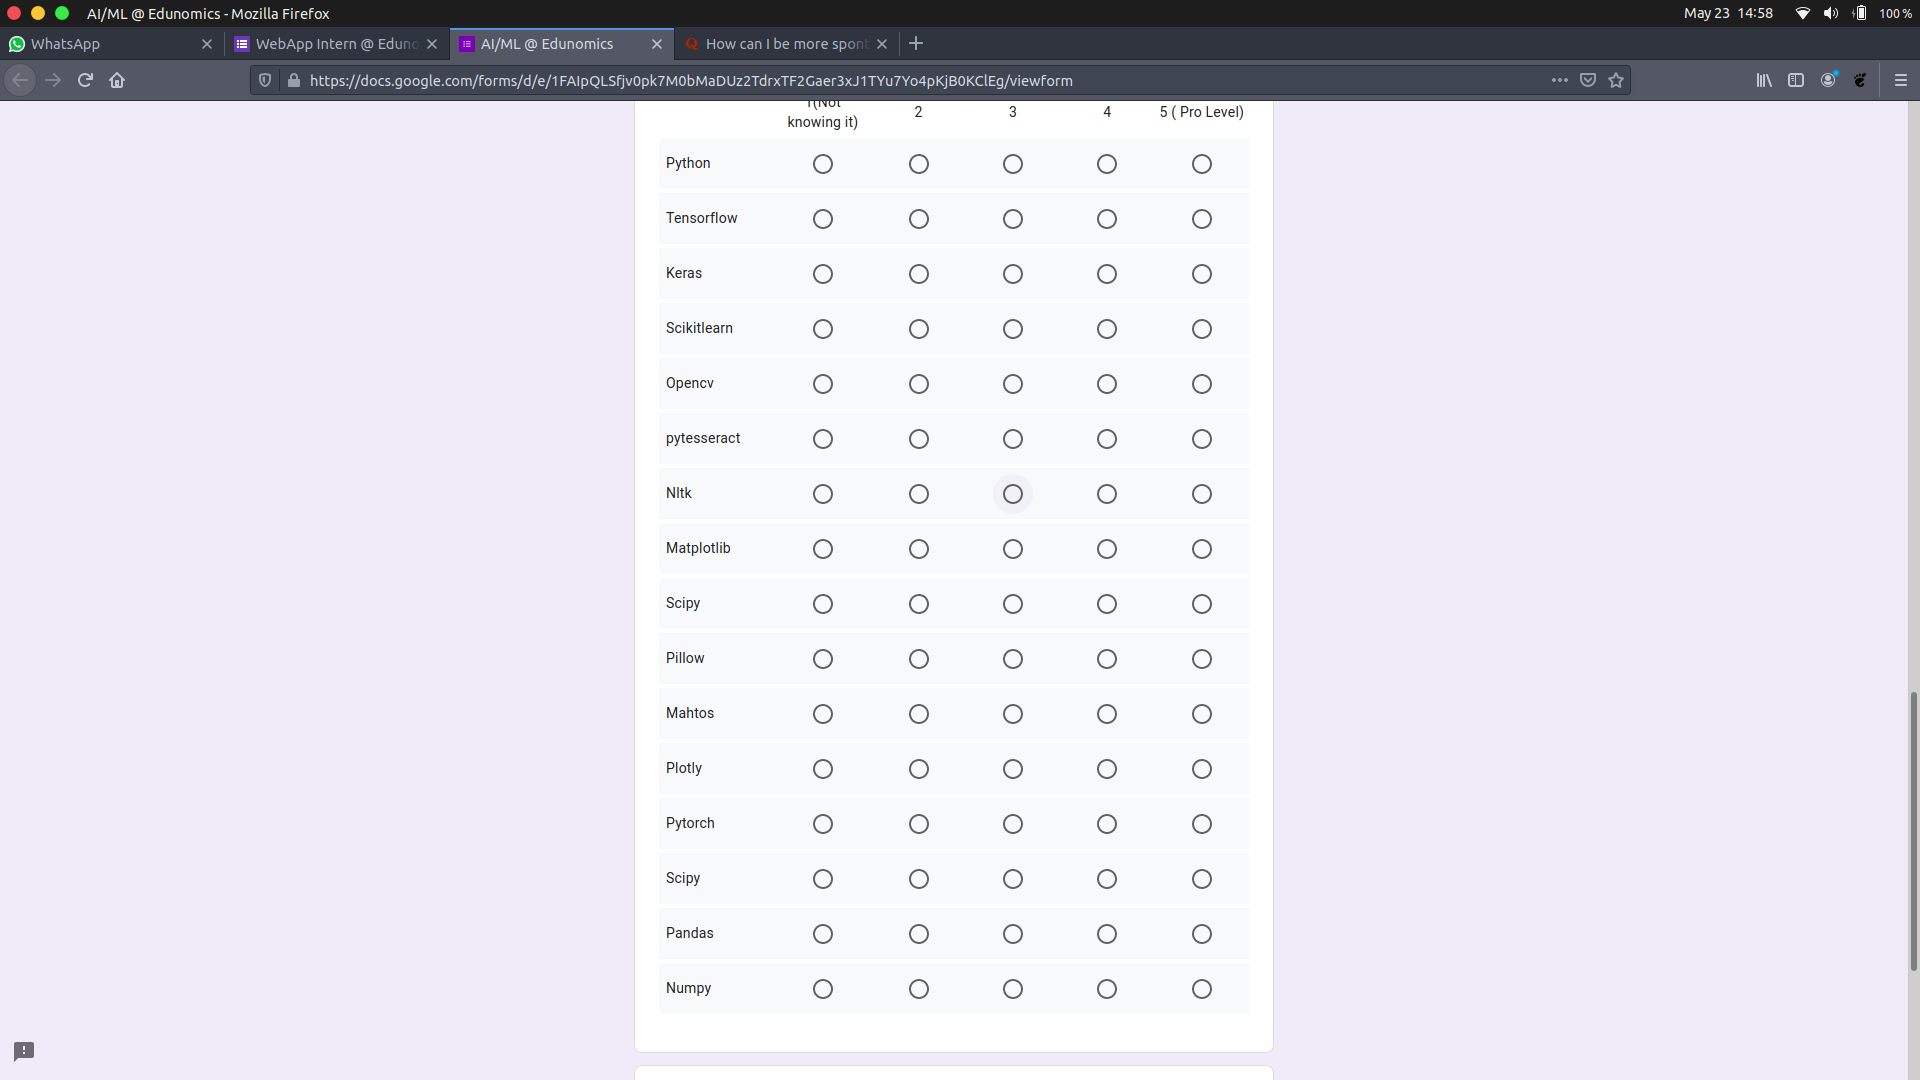 AI/ML @ Edunomics - Mozilla Firefox
May 23 14:58
100 %
WhatsApp
WebApp Intern @ Eduno
AI/ML @ Edunomics
How can I be more spont
https://docs.google.com/forms/d/e/1FAIpQLSfjv0pk7M0bMaDUz2TdrxTF2Gaer3xJ1TYu7Yo4pKjB0KClEg/viewform
1(Not
knowing it)
2
3
4
5 ( Pro Level)
Python
Tensorflow
Keras
Scikitlearn
Opencv
pytesseract
Nltk
Matplotlib
Scipy
Pillow
Mahtos
Plotly
Pytorch
Scipy
Pandas
Numpy